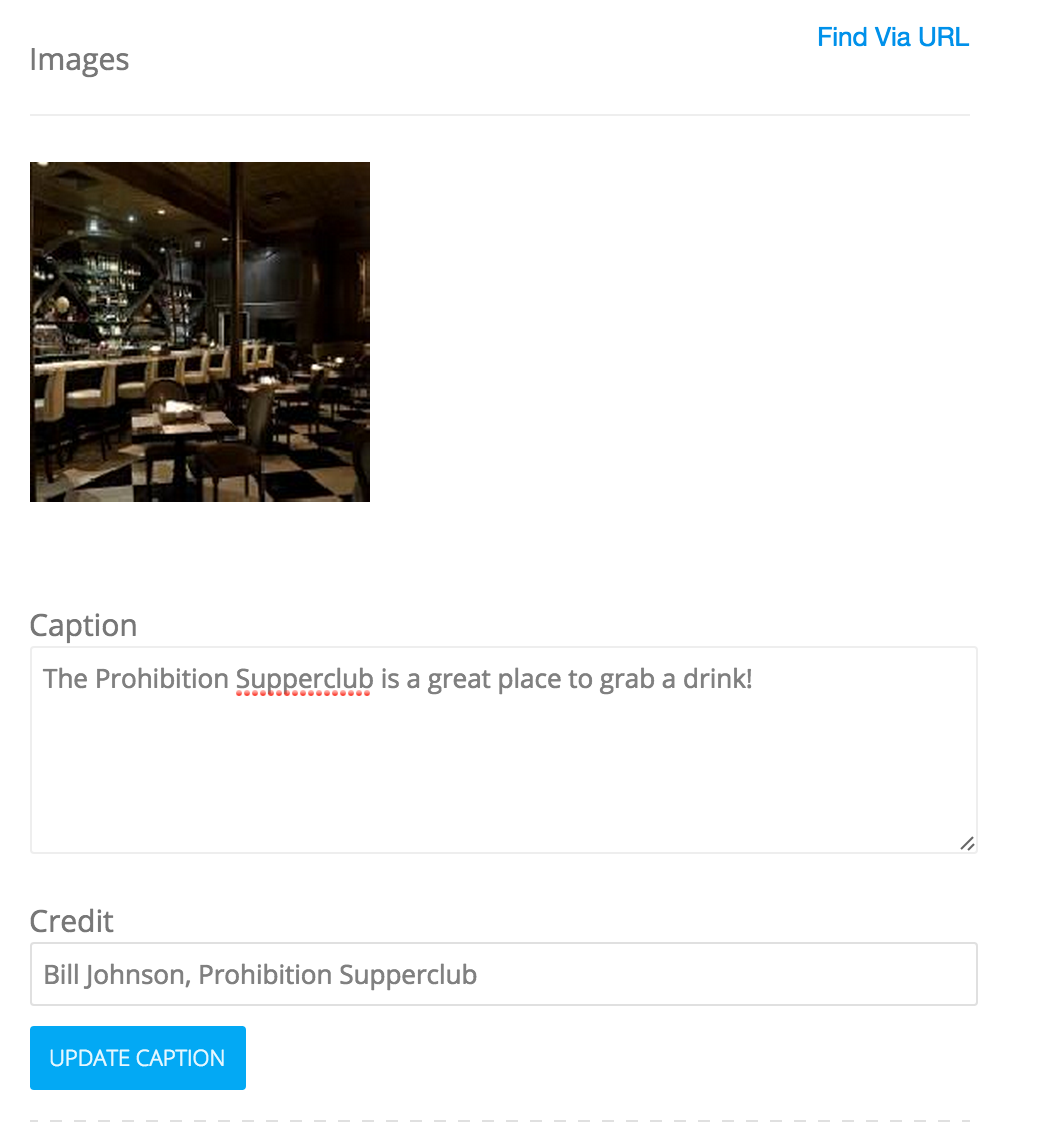 Find Via URL
Images
Caption
The Prohibition Supperclub is a great place to grab a drink!
Credit
Bill Johnson, Prohibition Supperclub
UPDATE CAPTION